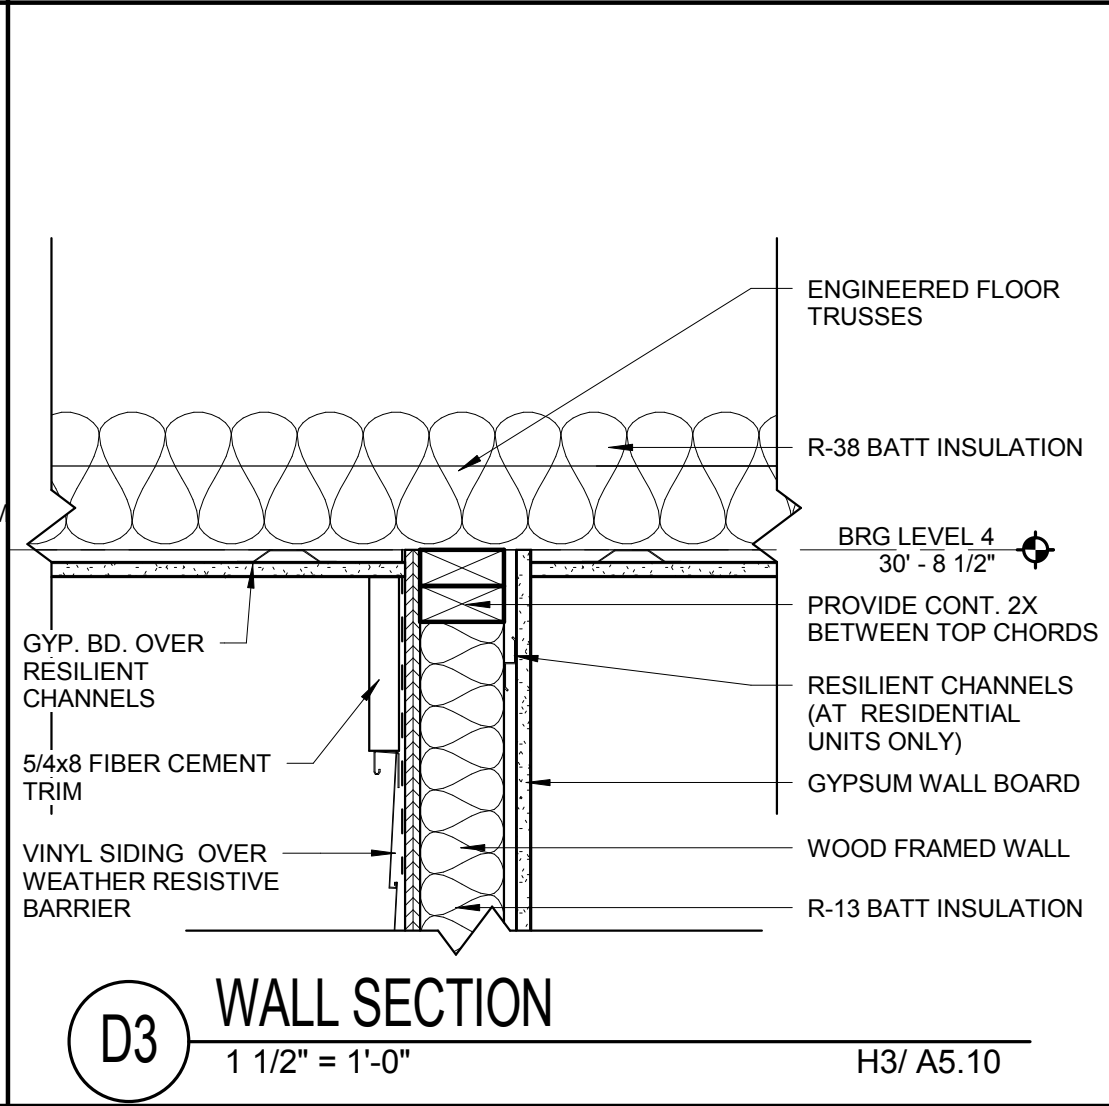 ENGINEERED FLOOR
TRUSSES
R-38 BATT INSULATION
BRG LEVEL 4
30' - 8 1/2"
PROVIDE CONT. 2X
BETWEEN TOP CHORDS
RESILIENT CHANNELS
(AT RESIDENTIAL
UNITS ONLY)
GYPSUM WALL BOARD
WOOD FRAMED WALL
R-13 BATT INSULATION
GYP. BD. OVER
RESILIENT
CHANNELS
5/4x8 FIBER CEMENT
TRIM
VINYL SIDING OVER
WEATHER RESISTIVE
BARRIER
D3
WALL SECTION
1 1/2" = 1'-0"
H3/ A5.10